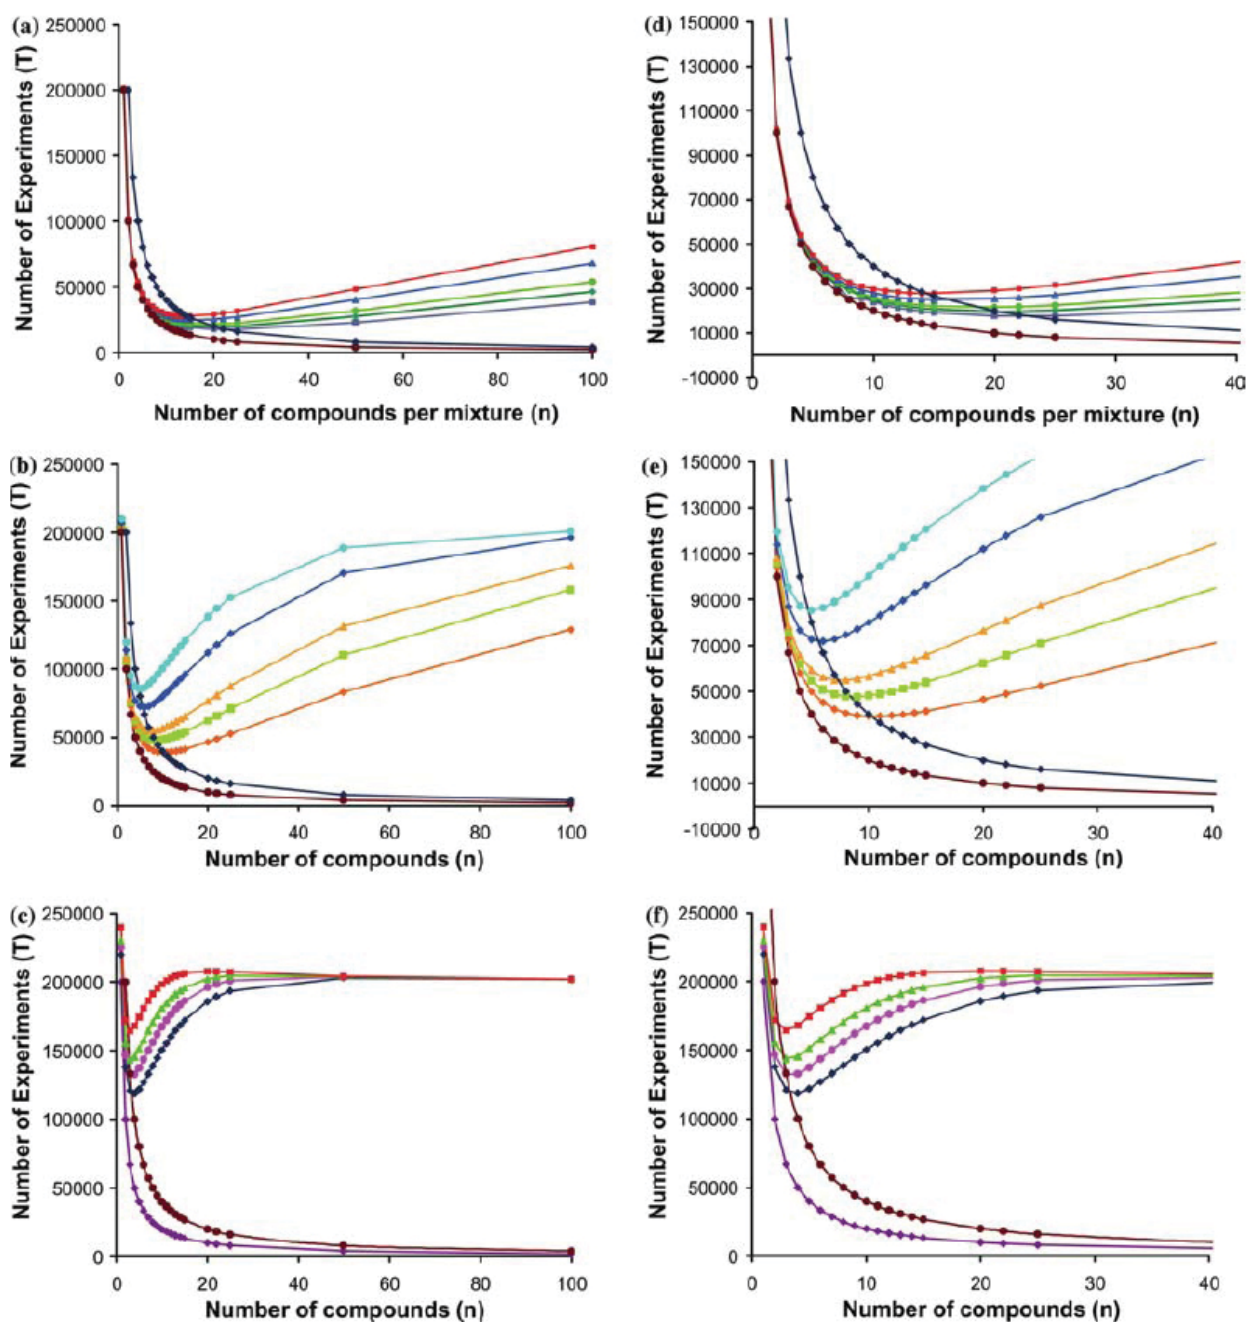 (a)
Number of Experiments (T)
250000
200000
150000
100000
50000
0
0 20 40 60 80 100
Number of compounds per mixture (n)
(d)
Number of Experiments (T)
150000
130000
110000
90000
70000
50000
30000
10000
-10000
0 10 20 30 40
Number of compounds per mixture (n)
(b)
Number of Experiments (T)
250000
200000
150000
100000
50000
0
0 20 40 60 80 100
Number of compounds (n)
(e)
Number of Experiments (T)
150000
130000
110000
90000
70000
50000
30000
10000
-10000
0 10 20 30 40
Number of compounds (n)
(c)
Number of Experiments (T)
250000
200000
150000
100000
50000
0
0 20 40 60 80 100
Number of compounds (n)
(f)
Number of Experiments (T)
250000
200000
150000
100000
50000
0
0 10 20 30 40
Number of compounds (n)